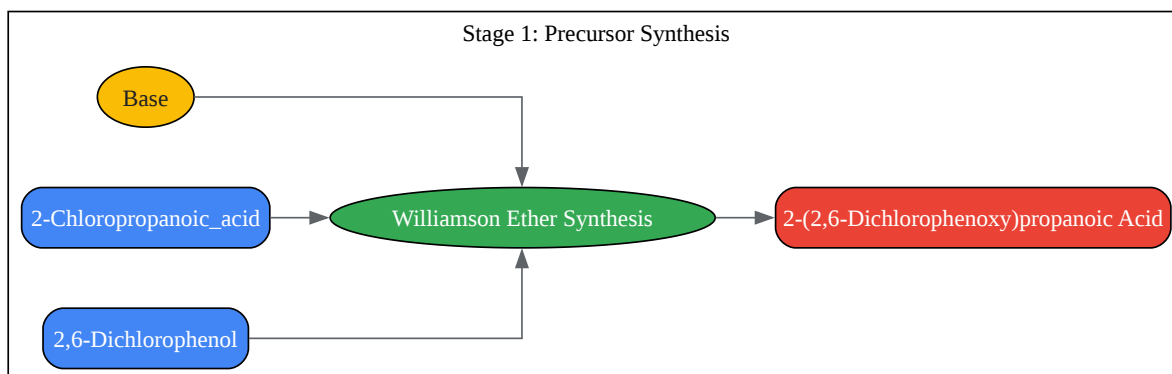 Stage 1: Precursor Synthesis
Base
2-Chloropropanoic_acid
Williamson Ether Synthesis
2-(2,6-Dichlorophenoxy)propanoic Acid
2,6-Dichlorophenol